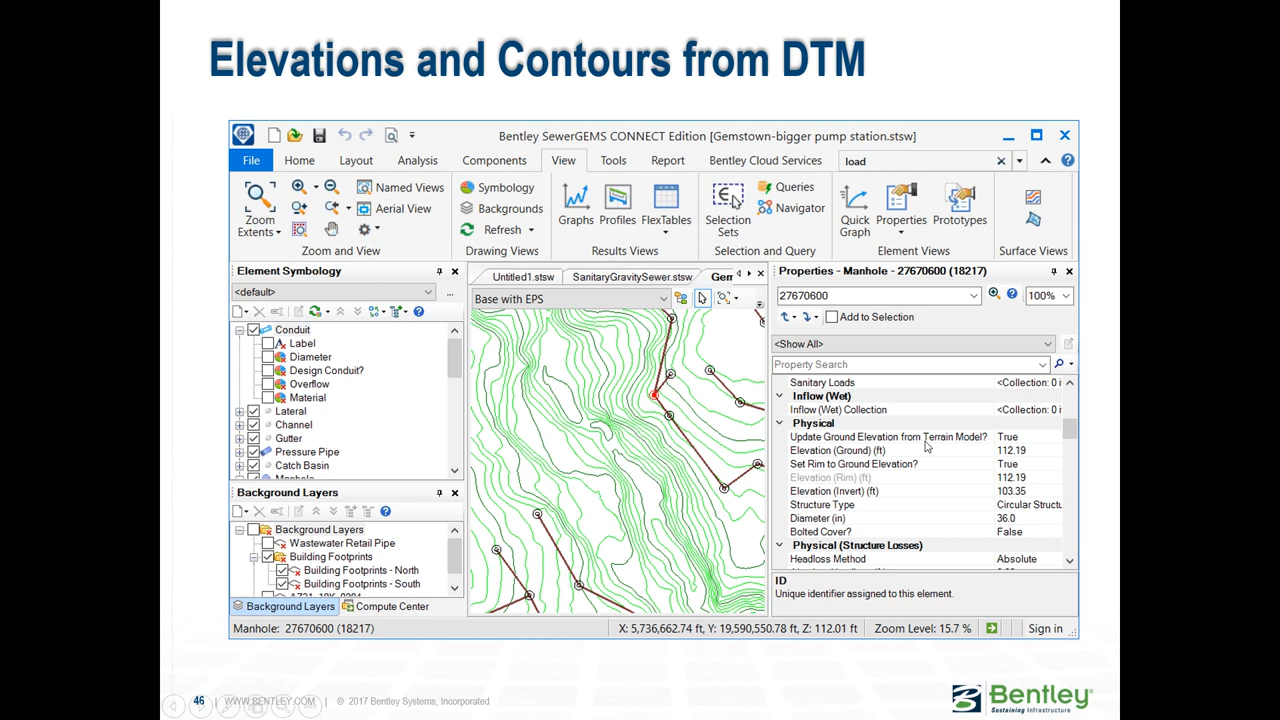 Elevations and Contours from DTM
Bentley SewerGEMS CONNECT Edition [Gemstown-bigger pump station.stsw]
File Home Layout Analysis Components View Tools Report Bentley Cloud Services load
Zoom Extents
Named Views
Aerial View
Zoom and View
Symbology
Backgrounds
Refresh
Drawing Views
Graphs Profiles FlexTables
Results Views
Selection Sets
Queries
Navigator
Selection and Query
Quick Graph
Properties Prototypes
Element Views
Surface Views
Element Symbology
<default>
...
Conduit
Label
Diameter
Design Conduit?
Overflow
Material
Lateral
Channel
Gutter
Pressure Pipe
Catch Basin
Background Layers
Background Layers
Wastewater Retail Pipe
Building Footprints
Building Footprints - North
Building Footprints - South
Background Layers Compute Center
Untitled1.stsw SanitaryGravitySewer.stsw Gem
Base with EPS
Properties - Manhole - 27670600 (18217)
27670600 100%
Add to Selection
<Show All>
Property Search
Sanitary Loads <Collection: 0 i
Inflow (Wet)
Inflow (Wet) Collection <Collection: 0 i
Physical
Update Ground Elevation from Terrain Model? True
Elevation (Ground) (ft) 112.19
Set Rim to Ground Elevation? True
Elevation (Rim) (ft) 112.19
Elevation (Invert) (ft) 103.35
Structure Type Circular Structu
Diameter (in) 36.0
Bolted Cover? False
Physical (Structure Losses)
Headloss Method Absolute
ID
Unique identifier assigned to this element.
Manhole: 27670600 (18217) X: 5,736,662.74 ft, Y: 19,590,550.78 ft, Z: 112.01 ft Zoom Level: 15.7 % Sign in
46 WWW.BENTLEY.COM | © 2017 Bentley Systems, Incorporated
Bentley®
Sustaining Infrastructure